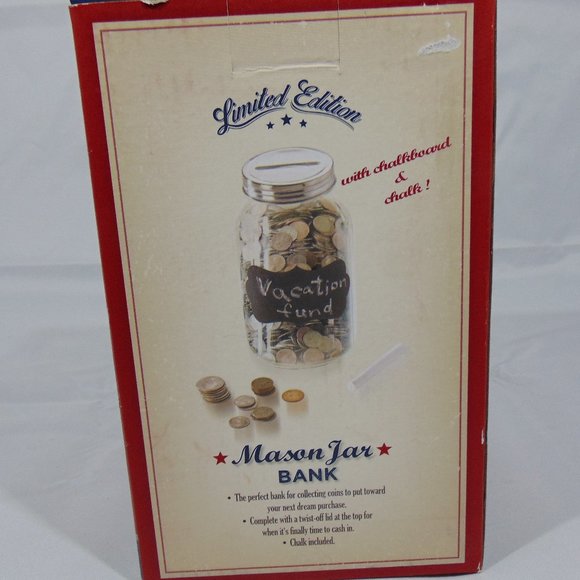 Limited Edition
with chalkboard
&
chalk!
Vacation
fund
Mason Jar
BANK
• The perfect bank for collecting coins to put toward
your next dream purchase.
• Complete with a twist-off lid at the top for
when it's finally time to cash in.
• Chalk included.